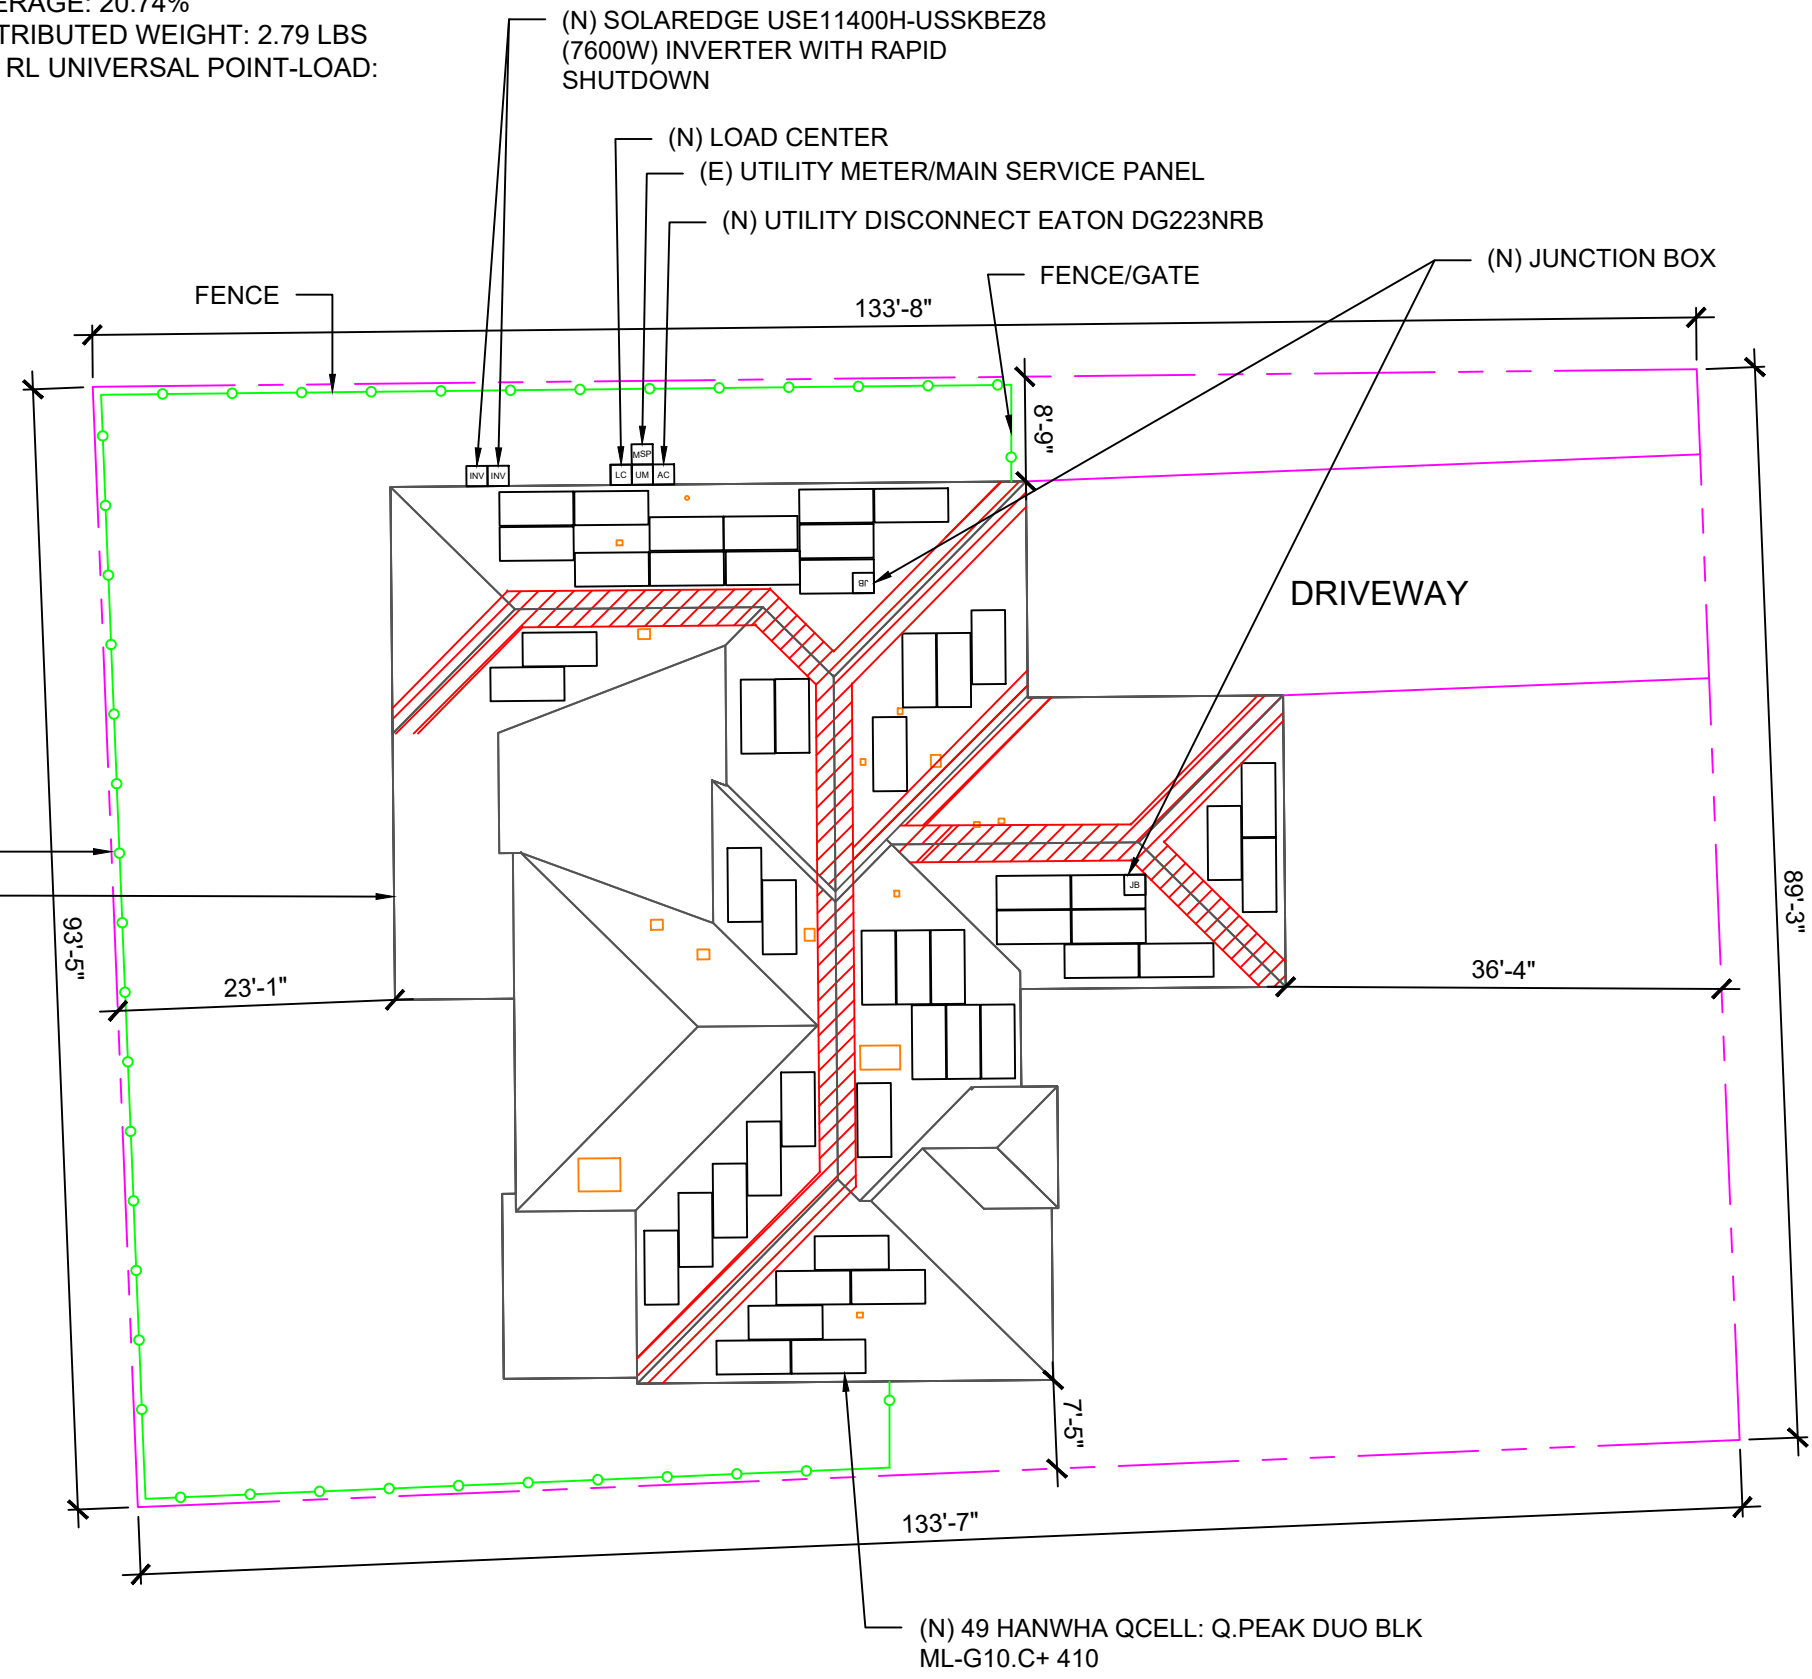 ERAGE: 20.74%
TRIBUTED WEIGHT: 2.79 LBS
RL UNIVERSAL POINT-LOAD:
(N) SOLAREDGE USE11400H-USSKBEZ8
(7600W) INVERTER WITH RAPID
SHUTDOWN
(N) LOAD CENTER
(E) UTILITY METER/MAIN SERVICE PANEL
(N) UTILITY DISCONNECT EATON DG223NRB
(N) JUNCTION BOX
FENCE/GATE
FENCE
133'-8"
8'-9"
MSP
INV INV
LC UM AC
JB
DRIVEWAY
JB
89'-3"
93'-5"
23'-1"
36'-4"
7'-5"
133'-7"
(N) 49 HANWHA QCELL: Q.PEAK DUO BLK
ML-G10.C+ 410